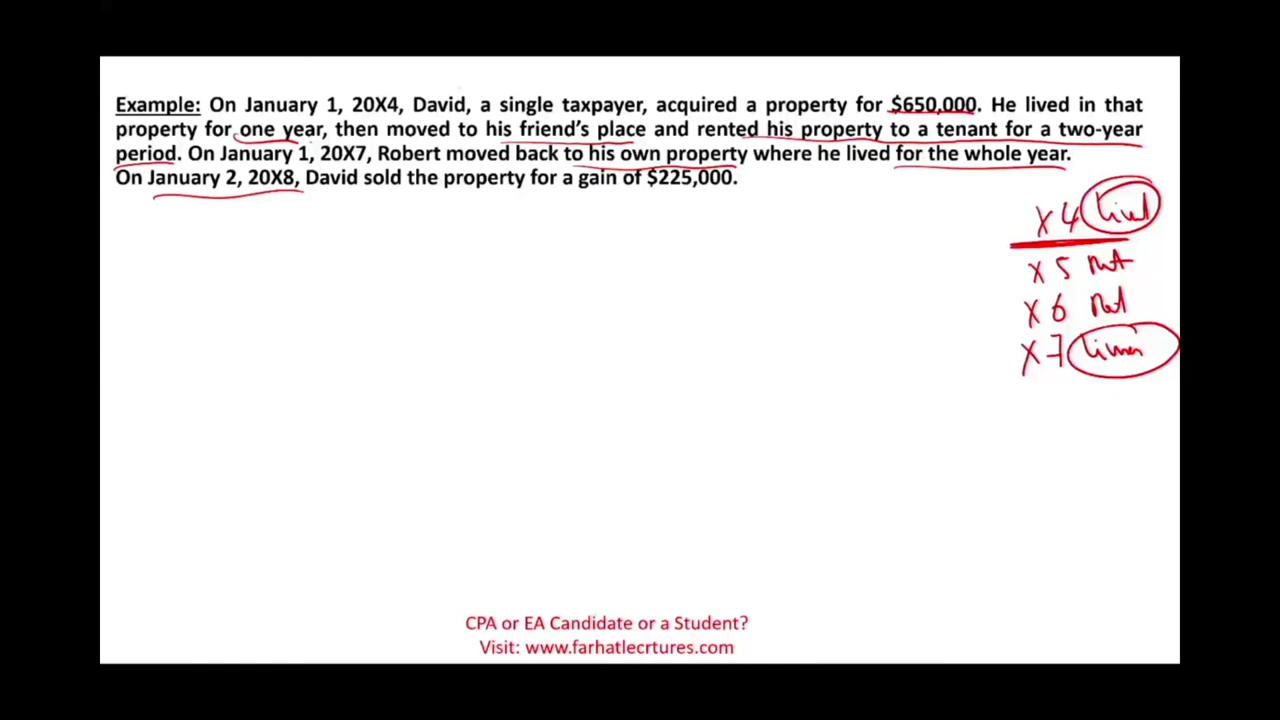 Example: On January 1, 20X4, David, a single taxpayer, acquired a property for $650,000. He lived in that
property for one year, then moved to his friend's place and rented his property to a tenant for a two-year
period. On January 1, 20X7, Robert moved back to his own property where he lived for the whole year.
On January 2, 20X8, David sold the property for a gain of $225,000.
X4 Lived
X5 Rent
X6 Rent
X7
CPA or EA Candidate or a Student?
Visit: www.farhatlecrtures.com